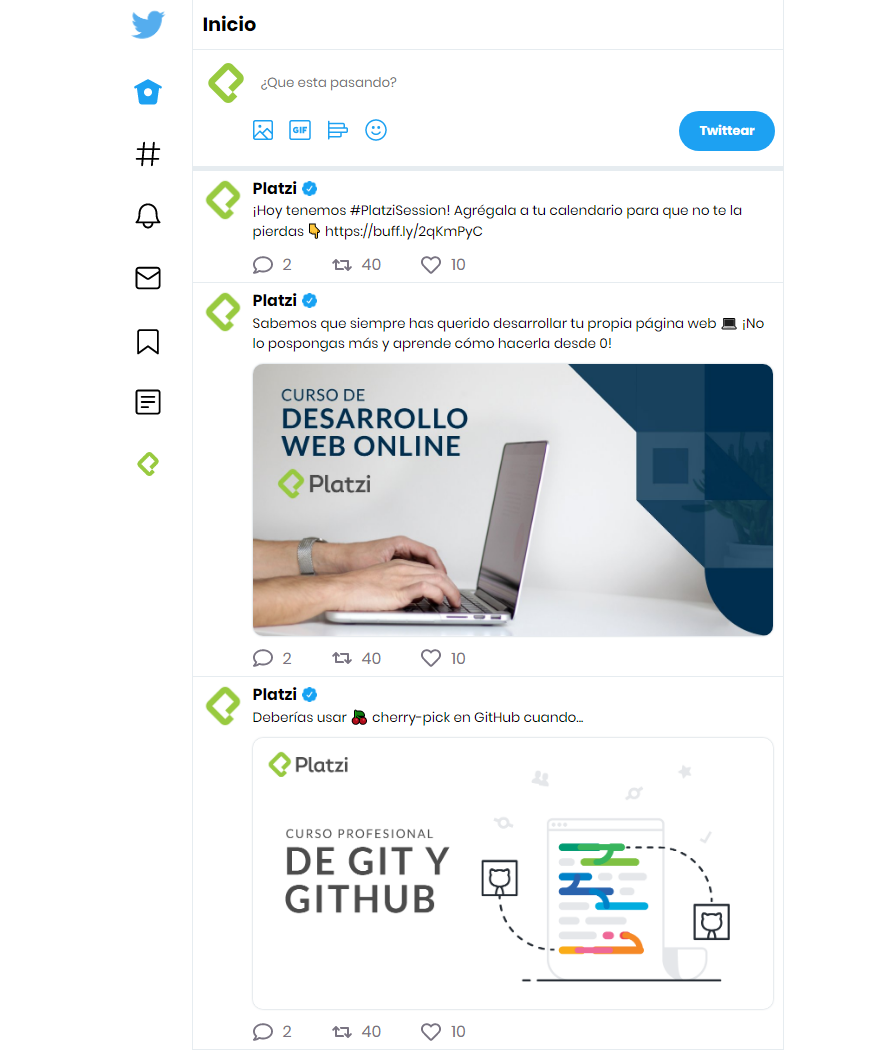 Inicio
¿Que esta pasando?
GIF
Twittear
Platzi
¡Hoy tenemos #PlatziSession! Agrégala a tu calendario para que no te la
pierdas 👇 https://buff.ly/2qKmPyC
2 40 10
Platzi
Sabemos que siempre has querido desarrollar tu propia página web 💻 ¡No
lo pospongas más y aprende cómo hacerla desde 0!
CURSO DE
DESARROLLO
WEB ONLINE
Platzi
2 40 10
Platzi
Deberías usar 🍒 cherry-pick en GitHub cuando...
Platzi
CURSO PROFESIONAL
DE GIT Y
GITHUB
2 40 10